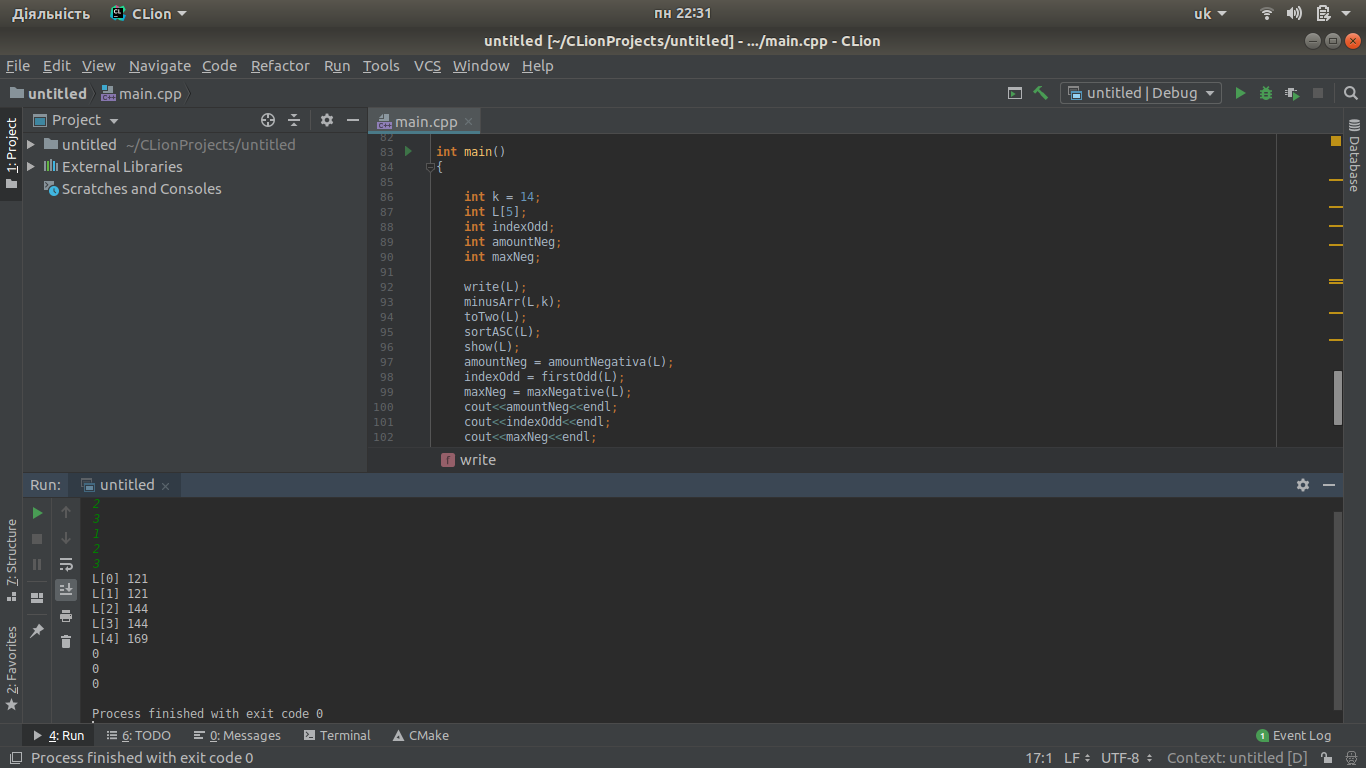 Діяльність CLion пн 22:31 uk
untitled [~/CLionProjects/untitled] - .../main.cpp - CLion
File Edit View Navigate Code Refactor Run Tools VCS Window Help
untitled main.cpp untitled | Debug
1: Project
Project
untitled ~/CLionProjects/untitled
External Libraries
Scratches and Consoles
main.cpp
82
83 int main()
84 {
85
86 int k = 14;
87 int L[5];
88 int indexOdd;
89 int amountNeg;
90 int maxNeg;
91
92 write(L);
93 minusArr(L,k);
94 toTwo(L);
95 sortASC(L);
96 show(L);
97 amountNeg = amountNegativa(L);
98 indexOdd = firstOdd(L);
99 maxNeg = maxNegative(L);
100 cout<<amountNeg<<endl;
101 cout<<indexOdd<<endl;
102 cout<<maxNeg<<endl;
f write
Database
Run: untitled
7: Structure
2: Favorites
2
3
1
2
3
L[0] 121
L[1] 121
L[2] 144
L[3] 144
L[4] 169
0
0
0
Process finished with exit code 0
4: Run 6: TODO 0: Messages Terminal CMake 1 Event Log
Process finished with exit code 0 17:1 LF UTF-8 Context: untitled [D]